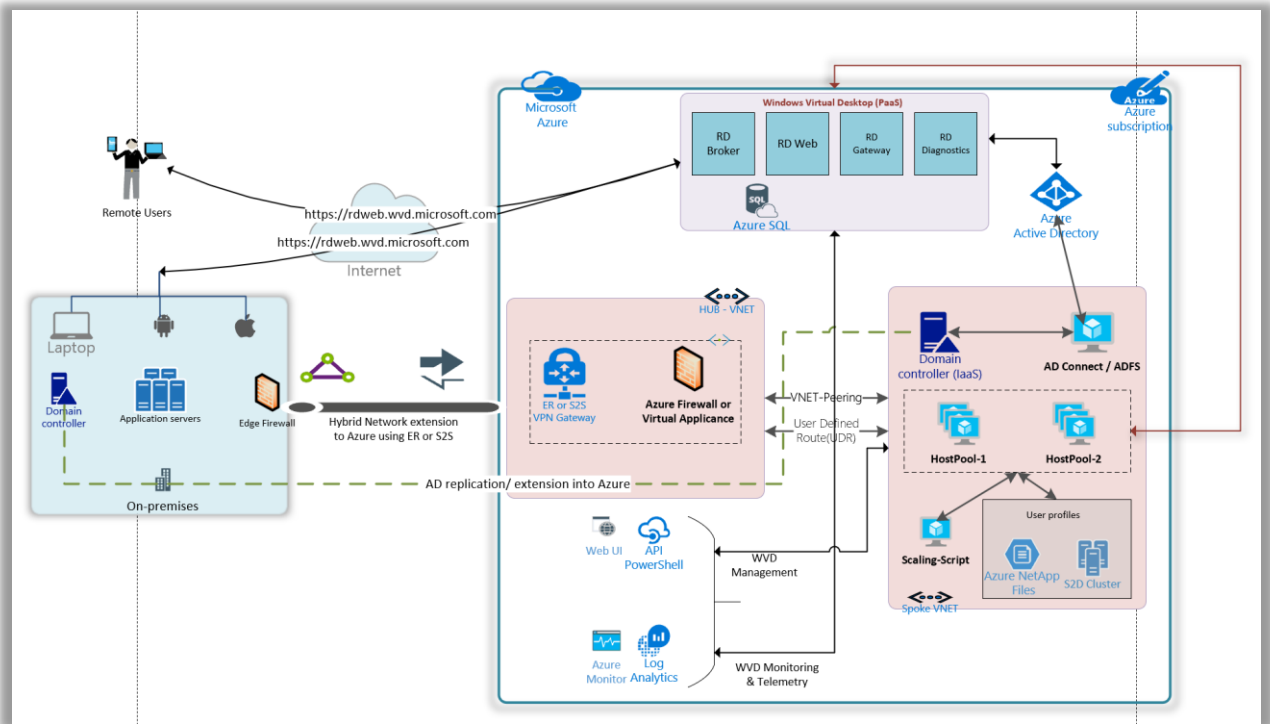 Microsoft
Azure
Windows Virtual Desktop (PaaS)
Azure
Azure
subscription
RD
Broker
RD Web
RD
Gateway
RD
Diagnostics
SQL
Azure SQL
Remote Users
https://rdweb.wvd.microsoft.com
https://rdweb.wvd.microsoft.com
Internet
Azure
Active Directory
HUB - VNET
Laptop
Domain
controller
Application servers
Edge Firewall
On-premises
Hybrid Network extension
to Azure using ER or S2S
ER or S2S
VPN Gateway
Azure Firewall or
Virtual Applicance
VNET-Peering
User Defined
Route(UDR)
Domain
controller (IaaS)
AD Connect / ADFS
HostPool-1
HostPool-2
AD replication/ extension into Azure
Web UI
API
PowerShell
WVD
Management
Scaling-Script
User profiles
Azure NetApp
Files
S2D Cluster
Spoke VNET
Azure
Monitor
Log
Analytics
WVD Monitoring
& Telemetry